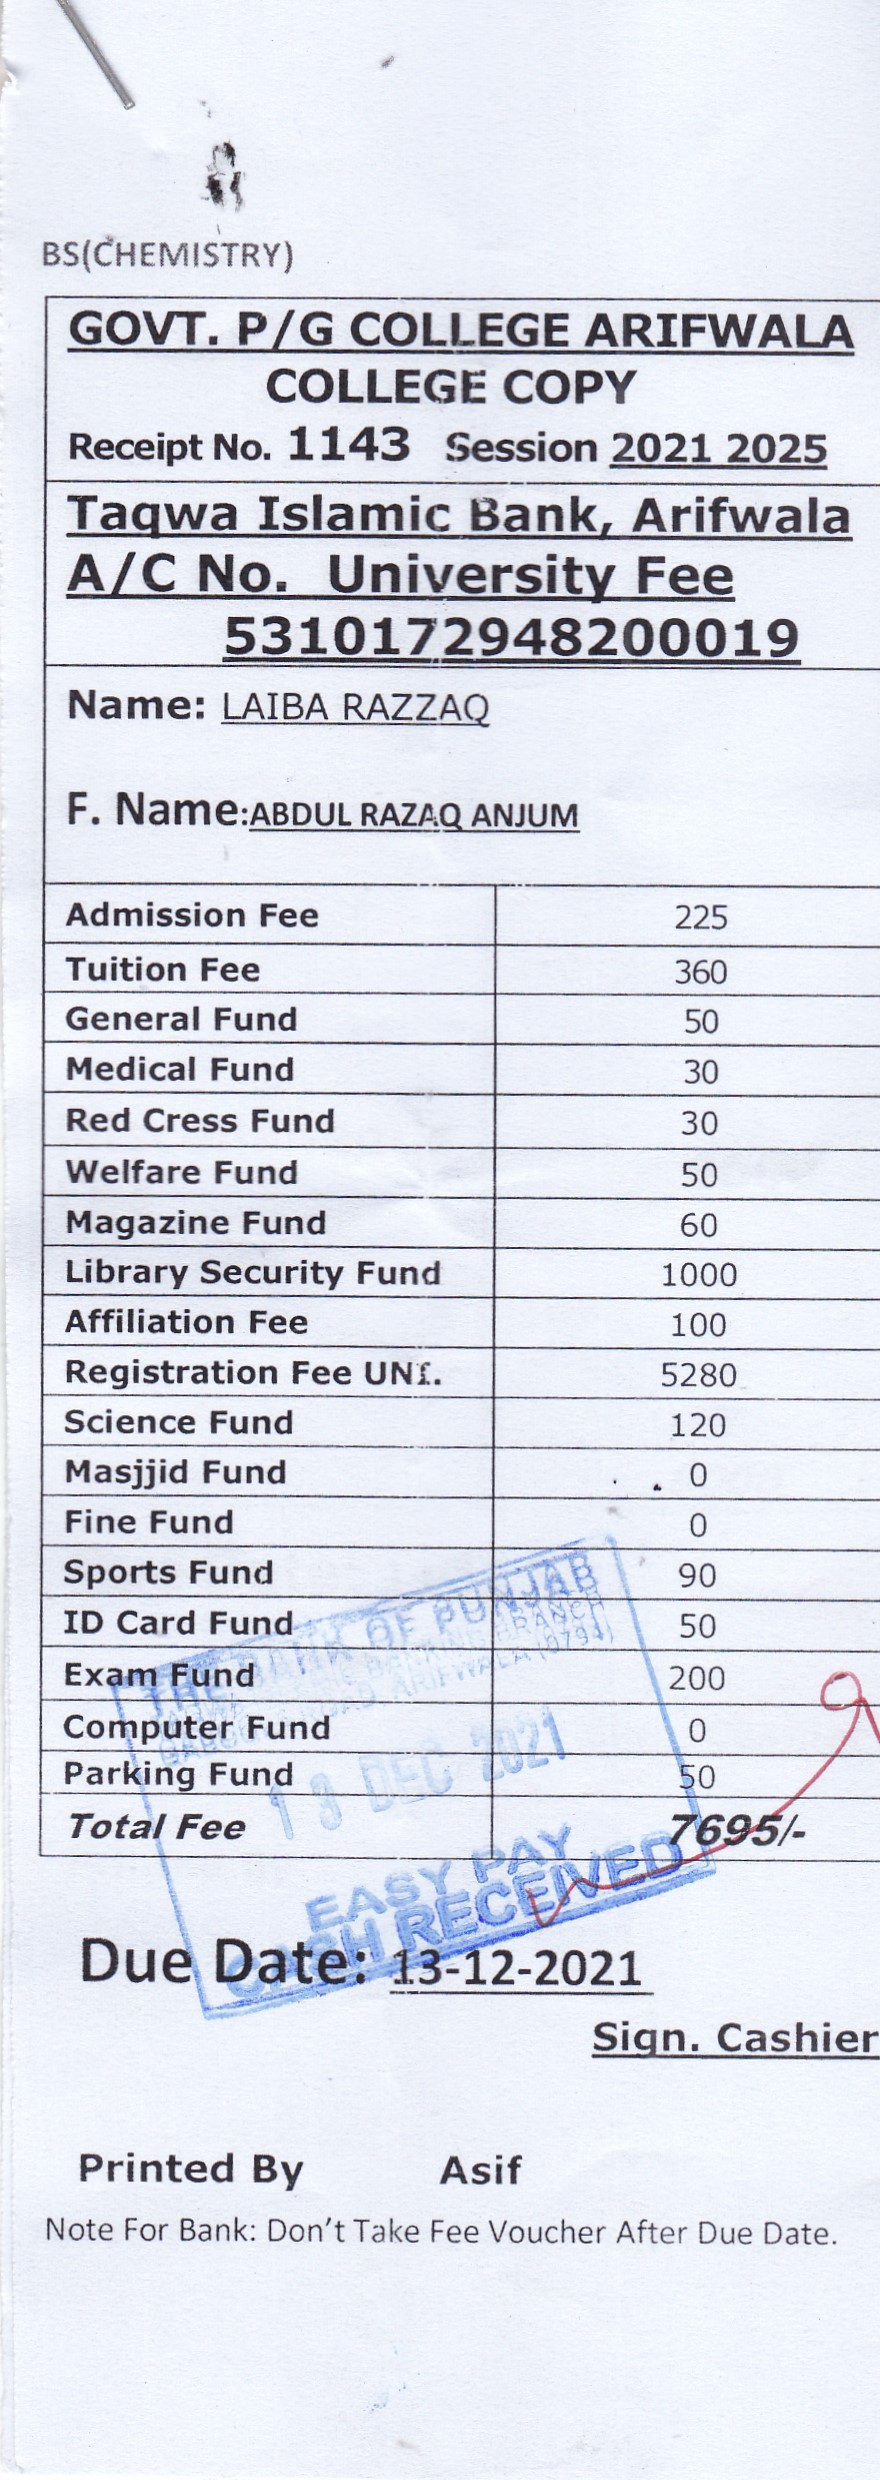 BS(CHEMISTRY)
GOVT. P/G COLLEGE ARIFWALA
COLLEGE COPY
Receipt No. 1143 Session 2021 2025
Taqwa Islamic Bank, Arifwala
A/C No. University Fee
5310172948200019
Name: LAIBA RAZZAQ
F. Name:ABDUL RAZAQ ANJUM
Admission Fee 225
Tuition Fee 360
General Fund 50
Medical Fund 30
Red Cress Fund 30
Welfare Fund 50
Magazine Fund 60
Library Security Fund 1000
Affiliation Fee 100
Registration Fee UNI. 5280
Science Fund 120
Masjjid Fund 0
Fine Fund 0
Sports Fund 90
ID Card Fund 50
Exam Fund 200
Computer Fund 0
Parking Fund 50
Total Fee 7695/-
THE BANK OF PUNJAB
BANKING BRANCH
ROAD, ARIFWALA (0794)
13 DEC 2021
EASY PAY
CASH RECEIVED
Due Date: 13-12-2021
Sign. Cashier
Printed By Asif
Note For Bank: Don't Take Fee Voucher After Due Date.